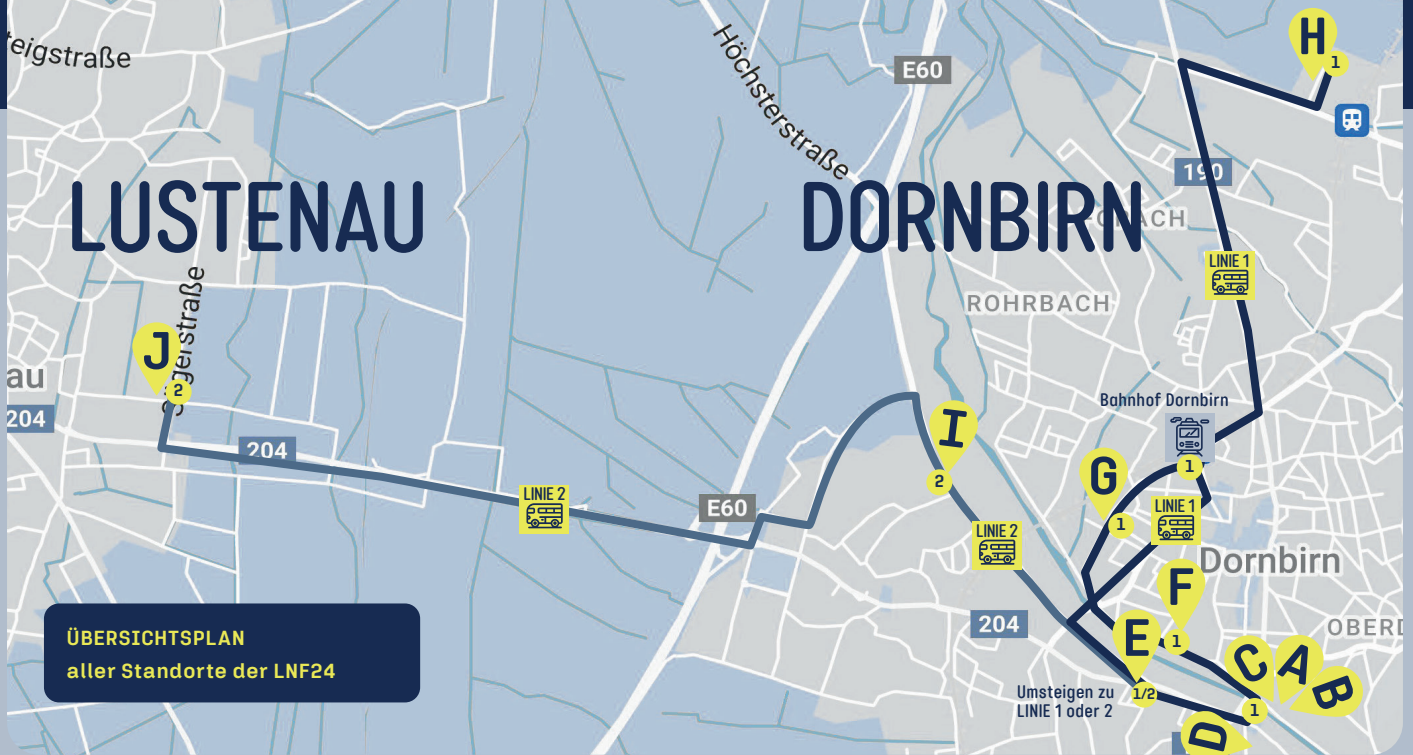 teigstraße
Höchsterstraße
E60
H
1
190
LUSTENAU
DORNBIRN
BACH
LINIE 1
ROHRBACH
J
2
gerstraße
au
204
204
Bahnhof Dornbirn
1
I
2
G
1
LINIE 2
E60
LINIE 1
LINIE 2
Dornbirn
F
1
204
E
1/2
OBERD
C
A
B
1
D
Umsteigen zu
LINIE 1 oder 2
ÜBERSICHTSPLAN
aller Standorte der LNF24